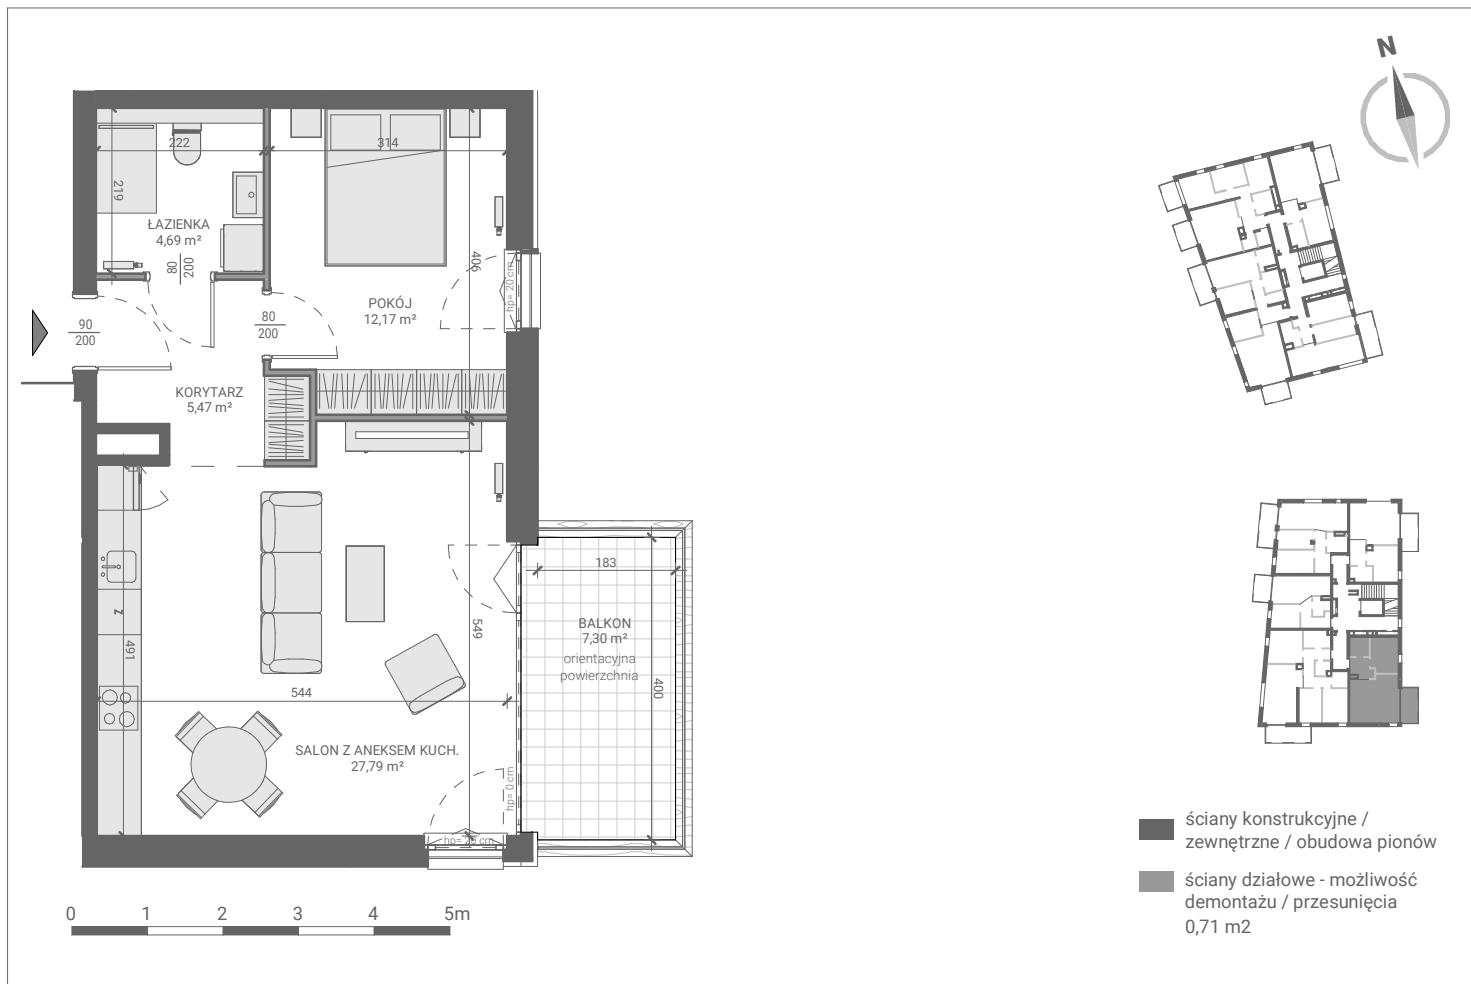 N
222
314
219
ŁAZIENKA
4,69 m²
80
200
406
hp= 20 cm
POKÓJ
12,17 m²
90
200
80
200
KORYTARZ
5,47 m²
183
BALKON
7,30 m²
orientacyjna
powierzchnia
400
549
Z
491
544
SALON Z ANEKSEM KUCH.
27,79 m²
hp= 0 cm
hp= 20 cm
0 1 2 3 4 5m
ściany konstrukcyjne /
zewnętrzne / obudowa pionów
ściany działowe - możliwość
demontażu / przesunięcia
0,71 m2